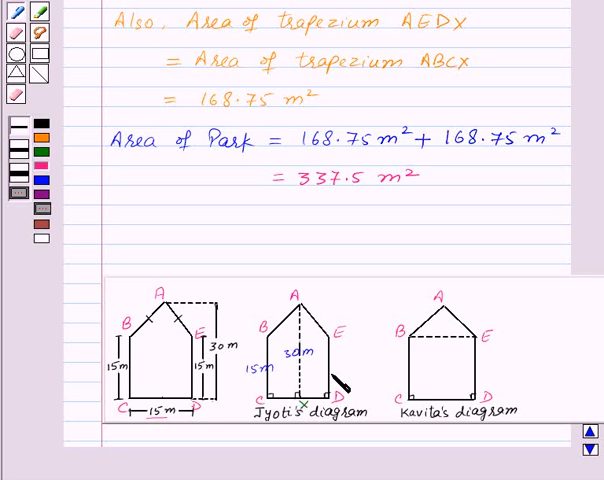 Also, Area of trapezium AEDX
= Area of trapezium ABCX
= 168.75 m²
Area of Park = 168.75 m² + 168.75 m²
= 337.5 m²
A A A
B E B E B E
30 m
15m 15m 15m 30m
C 15 m D C X D C D
Jyoti's diagram Kavita's diagram